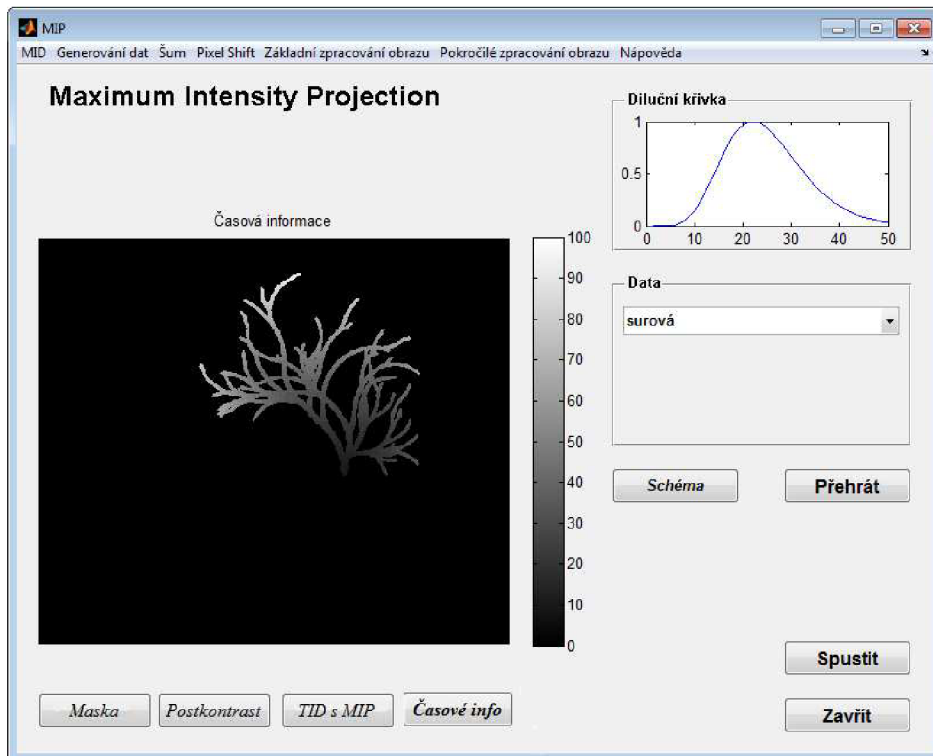 MIP
MID Generování dat Šum Pixel Shift Základní zpracování obrazu Pokročilé zpracování obrazu Nápověda
Maximum Intensity Projection
Diluční křivka
1
0.5
0
0 10 20 30 40 50
Časová informace
100
90
80
70
60
50
40
30
20
10
0
Data
surová
Schéma
Přehrát
Spustit
Zavřít
Maska
Postkontrast
TID s MIP
Časové info